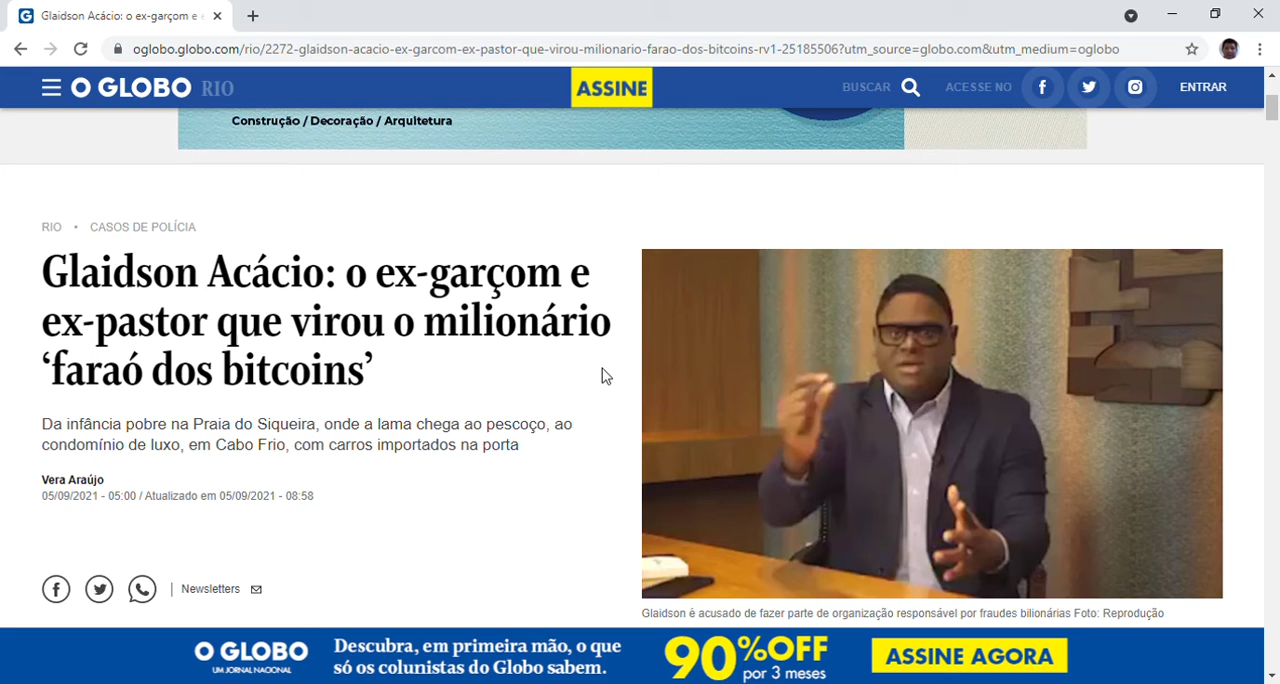 Glaidson Acácio: o ex-garçom e e
oglobo.globo.com/rio/2272-glaidson-acacio-ex-garcom-ex-pastor-que-virou-milionario-farao-dos-bitcoins-rv1-25185506?utm_source=globo.com&utm_medium=oglobo
O GLOBO RIO
ASSINE
BUSCAR
ACESSE NO
ENTRAR
Construção / Decoração / Arquitetura
RIO • CASOS DE POLÍCIA
Glaidson Acácio: o ex-garçom e
ex-pastor que virou o milionário
‘faraó dos bitcoins’
Da infância pobre na Praia do Siqueira, onde a lama chega ao pescoço, ao
condomínio de luxo, em Cabo Frio, com carros importados na porta
Vera Araújo
05/09/2021 - 05:00 / Atualizado em 05/09/2021 - 08:58
| Newsletters
Glaidson é acusado de fazer parte de organização responsável por fraudes bilionárias Foto: Reprodução
O GLOBO
UM JORNAL NACIONAL
Descubra, em primeira mão, o que
só os colunistas do Globo sabem.
90%OFF
por 3 meses
ASSINE AGORA